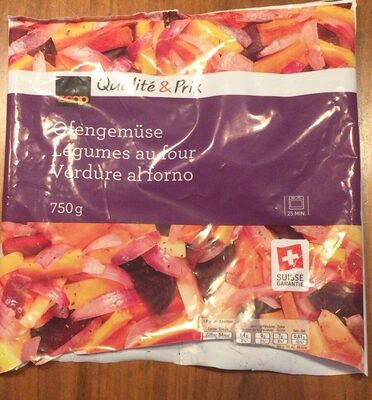 coop
Qualité & Prix
Ofengemüse
Légumes au four
Verdure al forno
750g
25 MIN.
SUISSE
GARANTIE